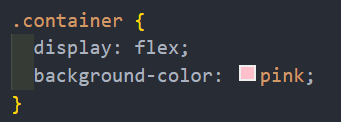 .container {
  display: flex;
  background-color: pink;
}